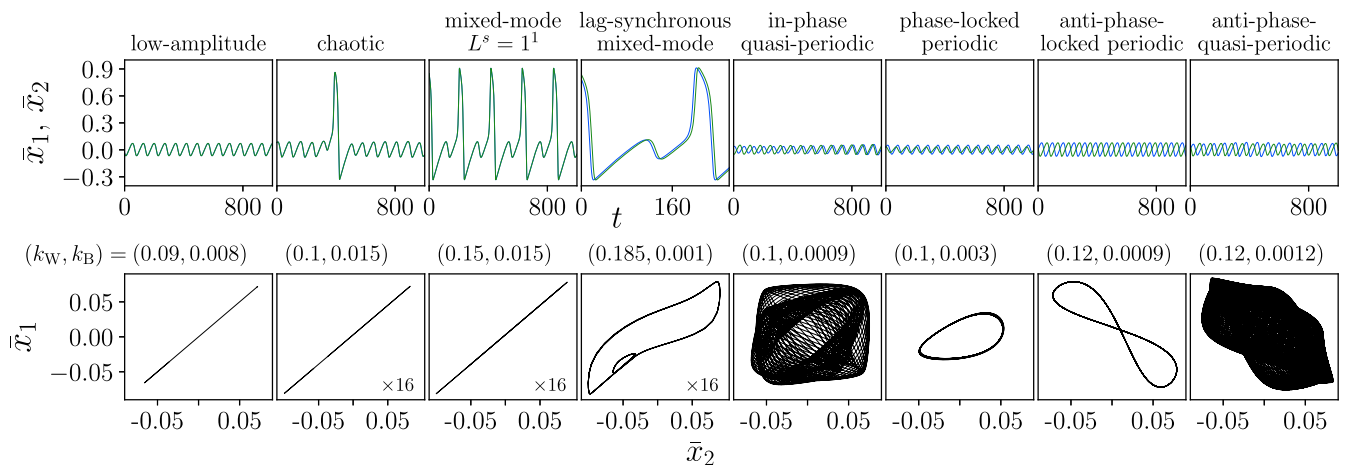 low-amplitude
chaotic
mixed-mode
L^s = 1^1
lag-synchronous
mixed-mode
in-phase
quasi-periodic
phase-locked
periodic
anti-phase-
locked periodic
anti-phase-
quasi-periodic
x̄₁, x̄₂
0.9
0.6
0.3
0.0
−0.3
0 800 0 800 0 800 0 160 0 800 0 800 0 800 0 800
t
(k_W, k_B) = (0.09, 0.008) (0.1, 0.015) (0.15, 0.015) (0.185, 0.001) (0.1, 0.0009) (0.1, 0.003) (0.12, 0.0009) (0.12, 0.0012)
x̄₁
0.05
0.00
−0.05
×16 ×16 ×16
-0.05 0.05 -0.05 0.05 -0.05 0.05 -0.05 0.05 -0.05 0.05 -0.05 0.05 -0.05 0.05 -0.05 0.05
x̄₂